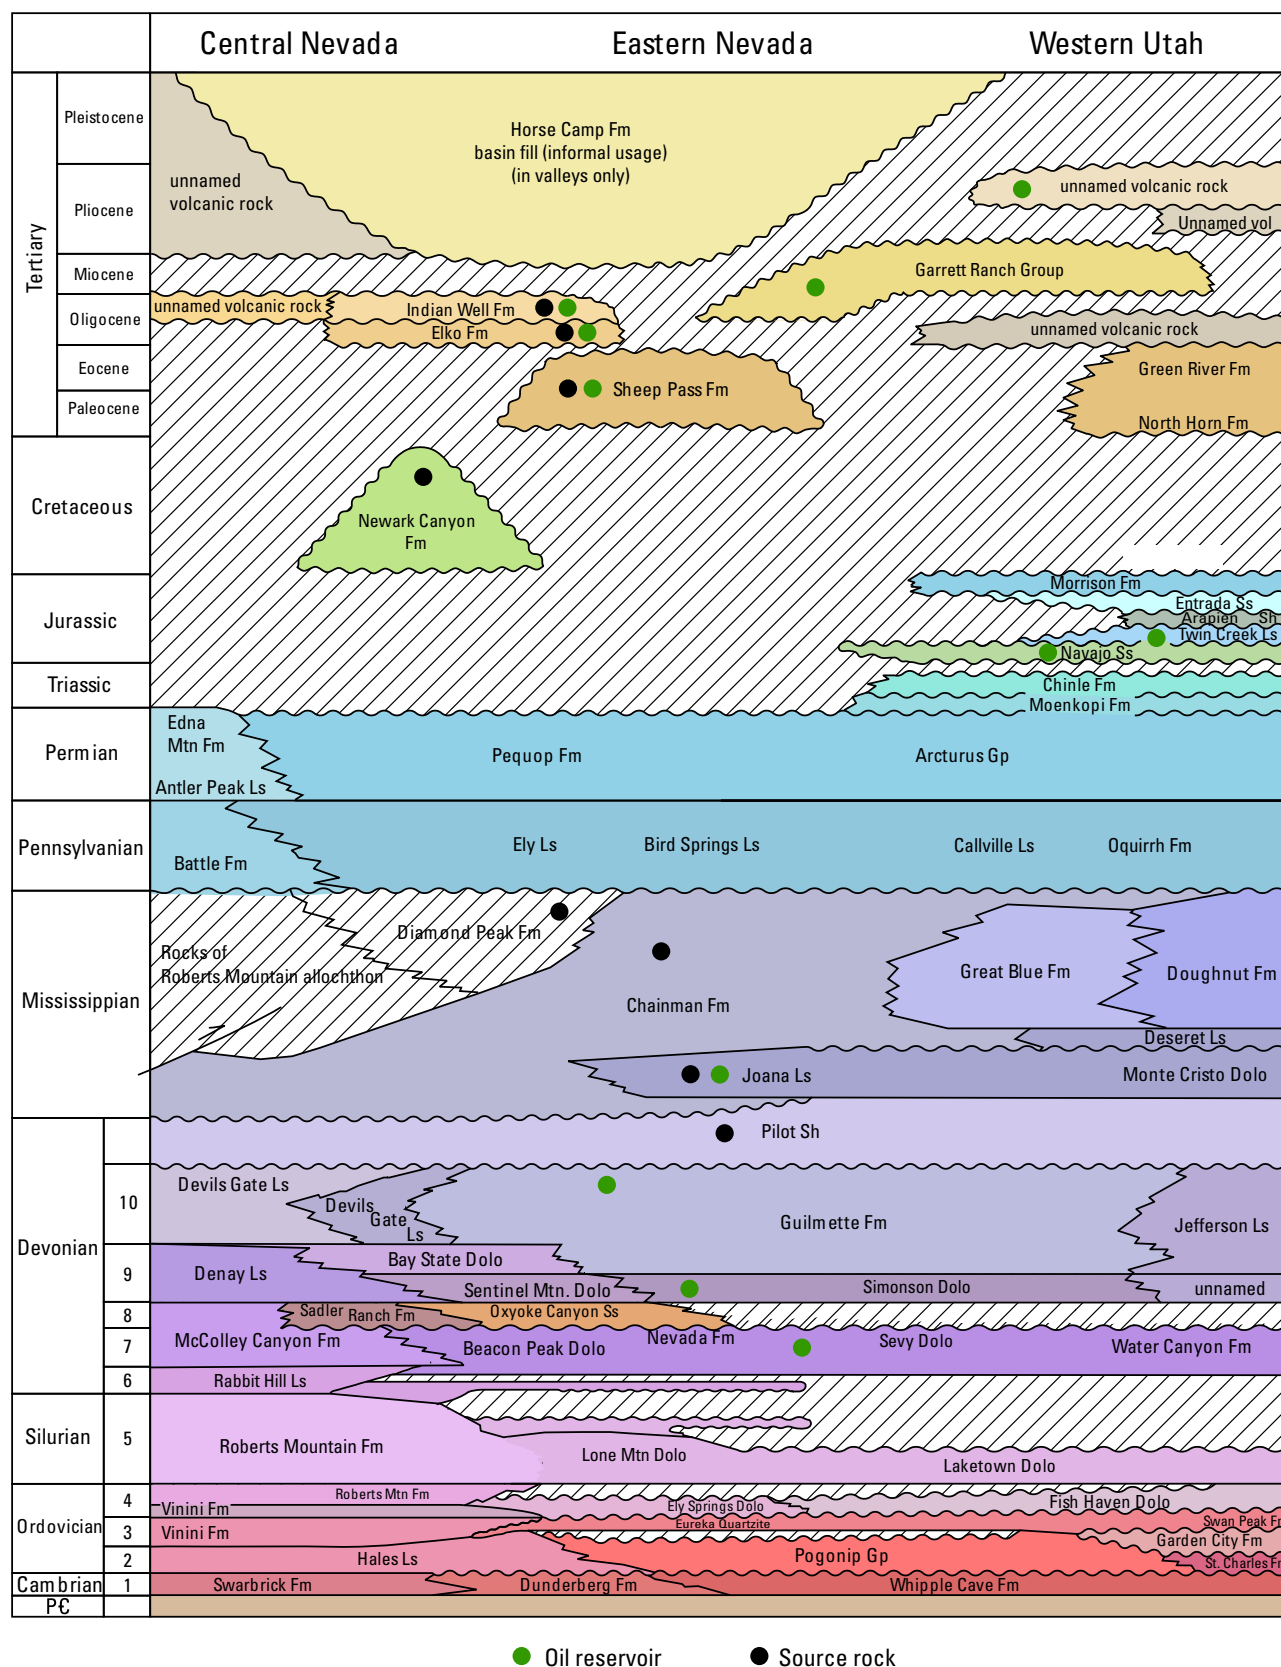 Central Nevada
Eastern Nevada
Western Utah
Tertiary
Pleistocene
Pliocene
Miocene
Oligocene
Eocene
Paleocene
Cretaceous
Jurassic
Triassic
Permian
Pennsylvanian
Mississippian
Devonian
10
9
8
7
6
Silurian
5
Ordovician
4
3
2
Cambrian
1
P€
Horse Camp Fm
basin fill (informal usage)
(in valleys only)
unnamed
volcanic rock
unnamed volcanic rock
Unnamed vol
Garrett Ranch Group
unnamed volcanic rock
Indian Well Fm
Elko Fm
unnamed volcanic rock
Sheep Pass Fm
Green River Fm
North Horn Fm
Newark Canyon
Fm
Morrison Fm
Entrada Ss
Arapien Sh
Twin Creek Ls
Navajo Ss
Chinle Fm
Moenkopi Fm
Edna
Mtn Fm
Antler Peak Ls
Pequop Fm
Arcturus Gp
Battle Fm
Ely Ls
Bird Springs Ls
Callville Ls
Oquirrh Fm
Diamond Peak Fm
Rocks of
Roberts Mountain allochthon
Chainman Fm
Great Blue Fm
Doughnut Fm
Deseret Ls
Joana Ls
Monte Cristo Dolo
Pilot Sh
Devils Gate Ls
Devils
Gate
Ls
Guilmette Fm
Jefferson Ls
Bay State Dolo
Denay Ls
Sentinel Mtn. Dolo
Simonson Dolo
unnamed
Sadler
Ranch Fm
Oxyoke Canyon Ss
McColley Canyon Fm
Beacon Peak Dolo
Nevada Fm
Sevy Dolo
Water Canyon Fm
Rabbit Hill Ls
Roberts Mountain Fm
Lone Mtn Dolo
Laketown Dolo
Roberts Mtn Fm
Vinini Fm
Ely Springs Dolo
Fish Haven Dolo
Vinini Fm
Eureka Quartzite
Swan Peak Fm
Garden City Fm
Hales Ls
Pogonip Gp
St. Charles Fm
Swarbrick Fm
Dunderberg Fm
Whipple Cave Fm
Oil reservoir
Source rock